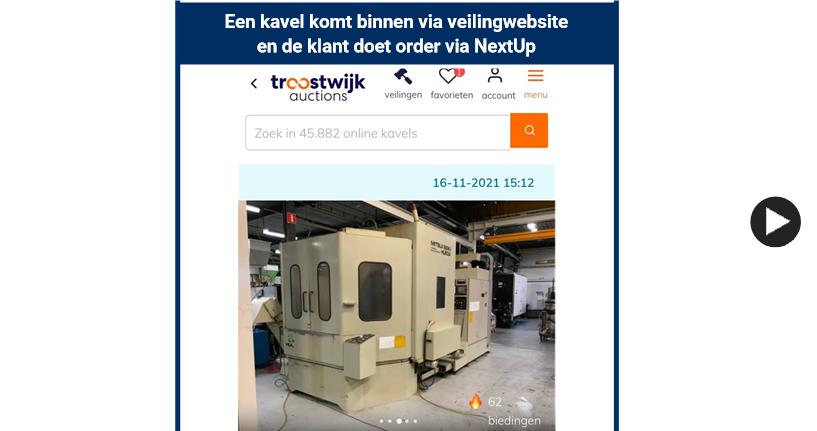 Een kavel komt binnen via veilingwebsite
en de klant doet order via NextUp
troostwijk
auctions
veilingen favorieten account menu
Zoek in 45.882 online kavels
16-11-2021 15:12
62
biedingen